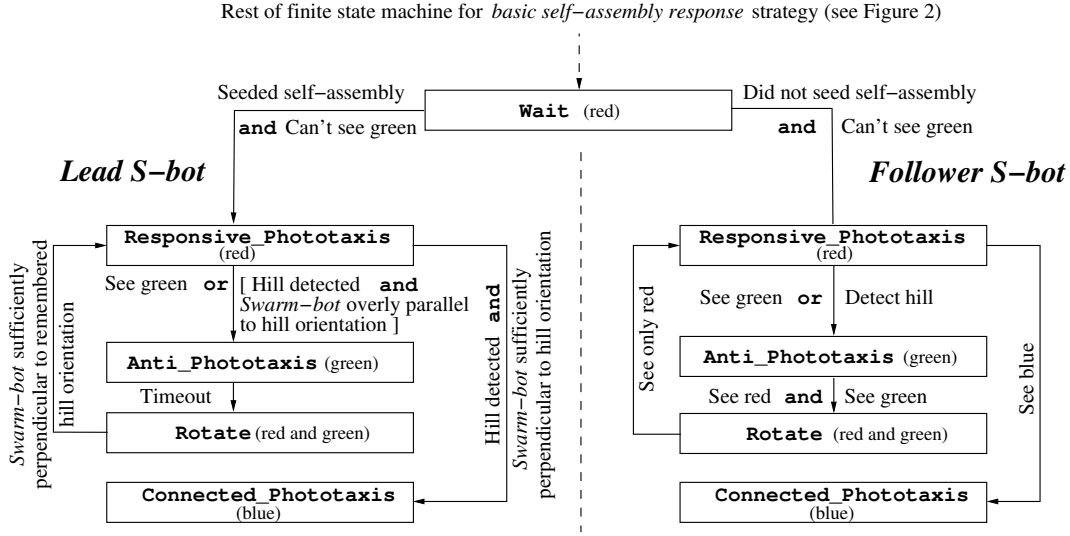 Rest of finite state machine for basic self−assembly response strategy (see Figure 2)
Seeded self−assembly
and Can't see green
Wait (red)
Did not seed self−assembly
and Can't see green
Lead S−bot
Follower S−bot
Responsive_Phototaxis
(red)
See green or [ Hill detected and
Swarm−bot overly parallel
to hill orientation ]
Anti_Phototaxis (green)
Timeout
Rotate (red and green)
Connected_Phototaxis
(blue)
Swarm−bot sufficiently
perpendicular to remembered
hill orientation
Hill detected and
Swarm−bot sufficiently
perpendicular to hill orientation
Responsive_Phototaxis
(red)
See green or Detect hill
Anti_Phototaxis (green)
See red and See green
Rotate (red and green)
Connected_Phototaxis
(blue)
See only red
See blue